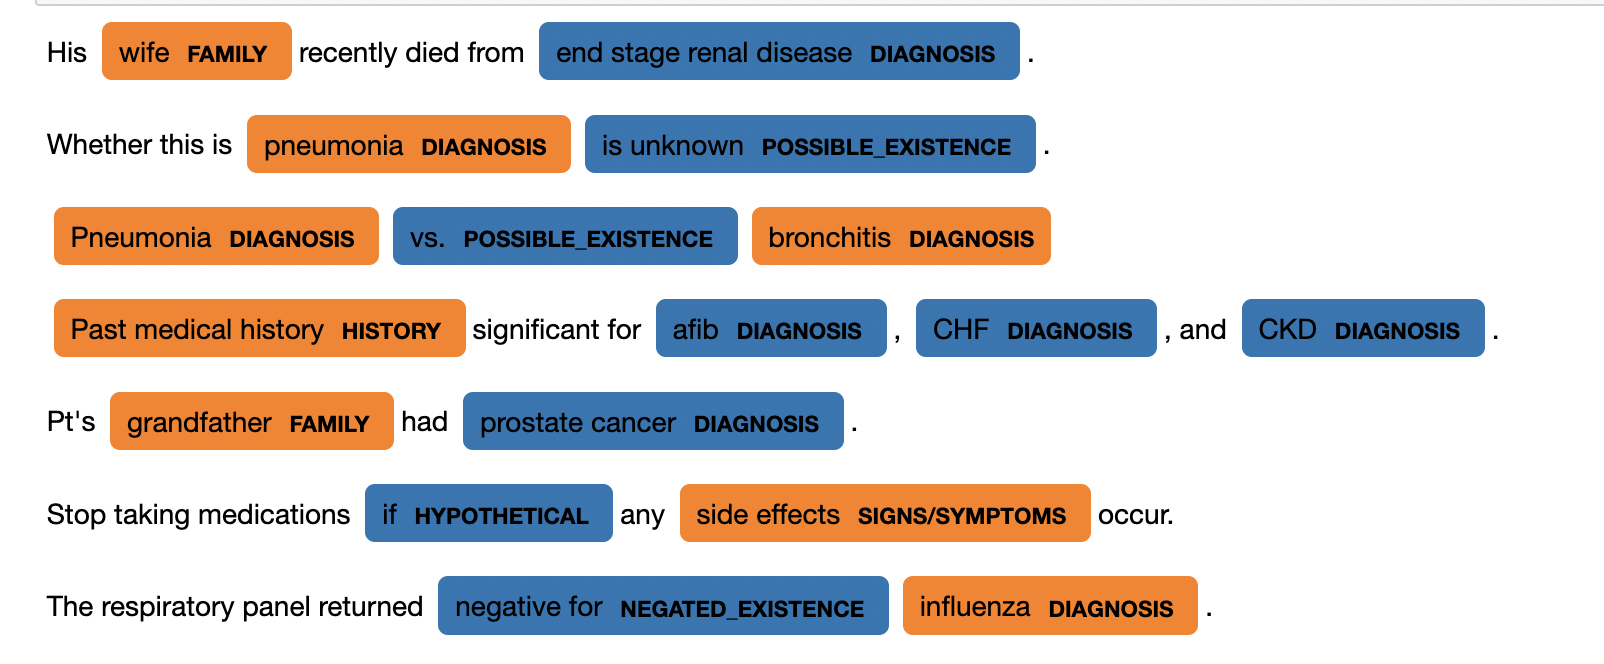 His wife FAMILY recently died from end stage renal disease DIAGNOSIS .
Whether this is pneumonia DIAGNOSIS is unknown POSSIBLE_EXISTENCE .
Pneumonia DIAGNOSIS vs. POSSIBLE_EXISTENCE bronchitis DIAGNOSIS
Past medical history HISTORY significant for afib DIAGNOSIS , CHF DIAGNOSIS , and CKD DIAGNOSIS .
Pt's grandfather FAMILY had prostate cancer DIAGNOSIS .
Stop taking medications if HYPOTHETICAL any side effects SIGNS/SYMPTOMS occur.
The respiratory panel returned negative for NEGATED_EXISTENCE influenza DIAGNOSIS .